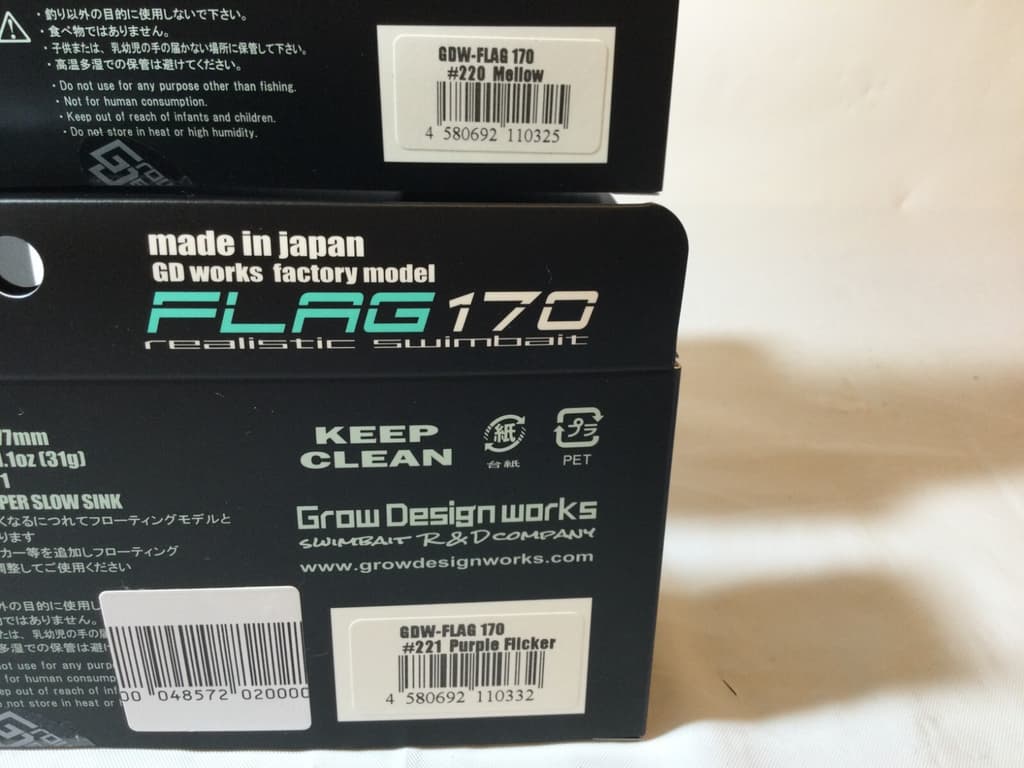 ・釣り以外の目的に使用しないで下さい。
・食べ物ではありません。
・子供または、乳幼児の手の届かない場所に保管して下さい。
・高温多湿での保管は避けてください。
・Do not use for any purpose other than fishing.
・Not for human consumption.
・Keep out of reach of infants and children.
・Do not store in heat or high humidity.
GDW-FLAG 170
#220 Mellow
4 580692 110325
made in japan
GD works factory model
FLAG 170
realistic swimbait
77mm
1.1oz (31g)
1
PER SLOW SINK
くなるにつれてフローティングモデルと
ります
カー等を追加しフローティング
調整してご使用ください
KEEP
CLEAN
紙
台紙
プラ
PET
Grow Design works
SWIMBAIT R&D COMPANY
www.growdesignworks.com
外の目的に使用し
ではありません。
たは、乳幼児の手の届
多湿での保管は
not use for any purp
for human consump
ep out of reach of inf
not store in heat or h
00 048572 020000
GDW-FLAG 170
#221 Purple Flicker
4 580692 110332